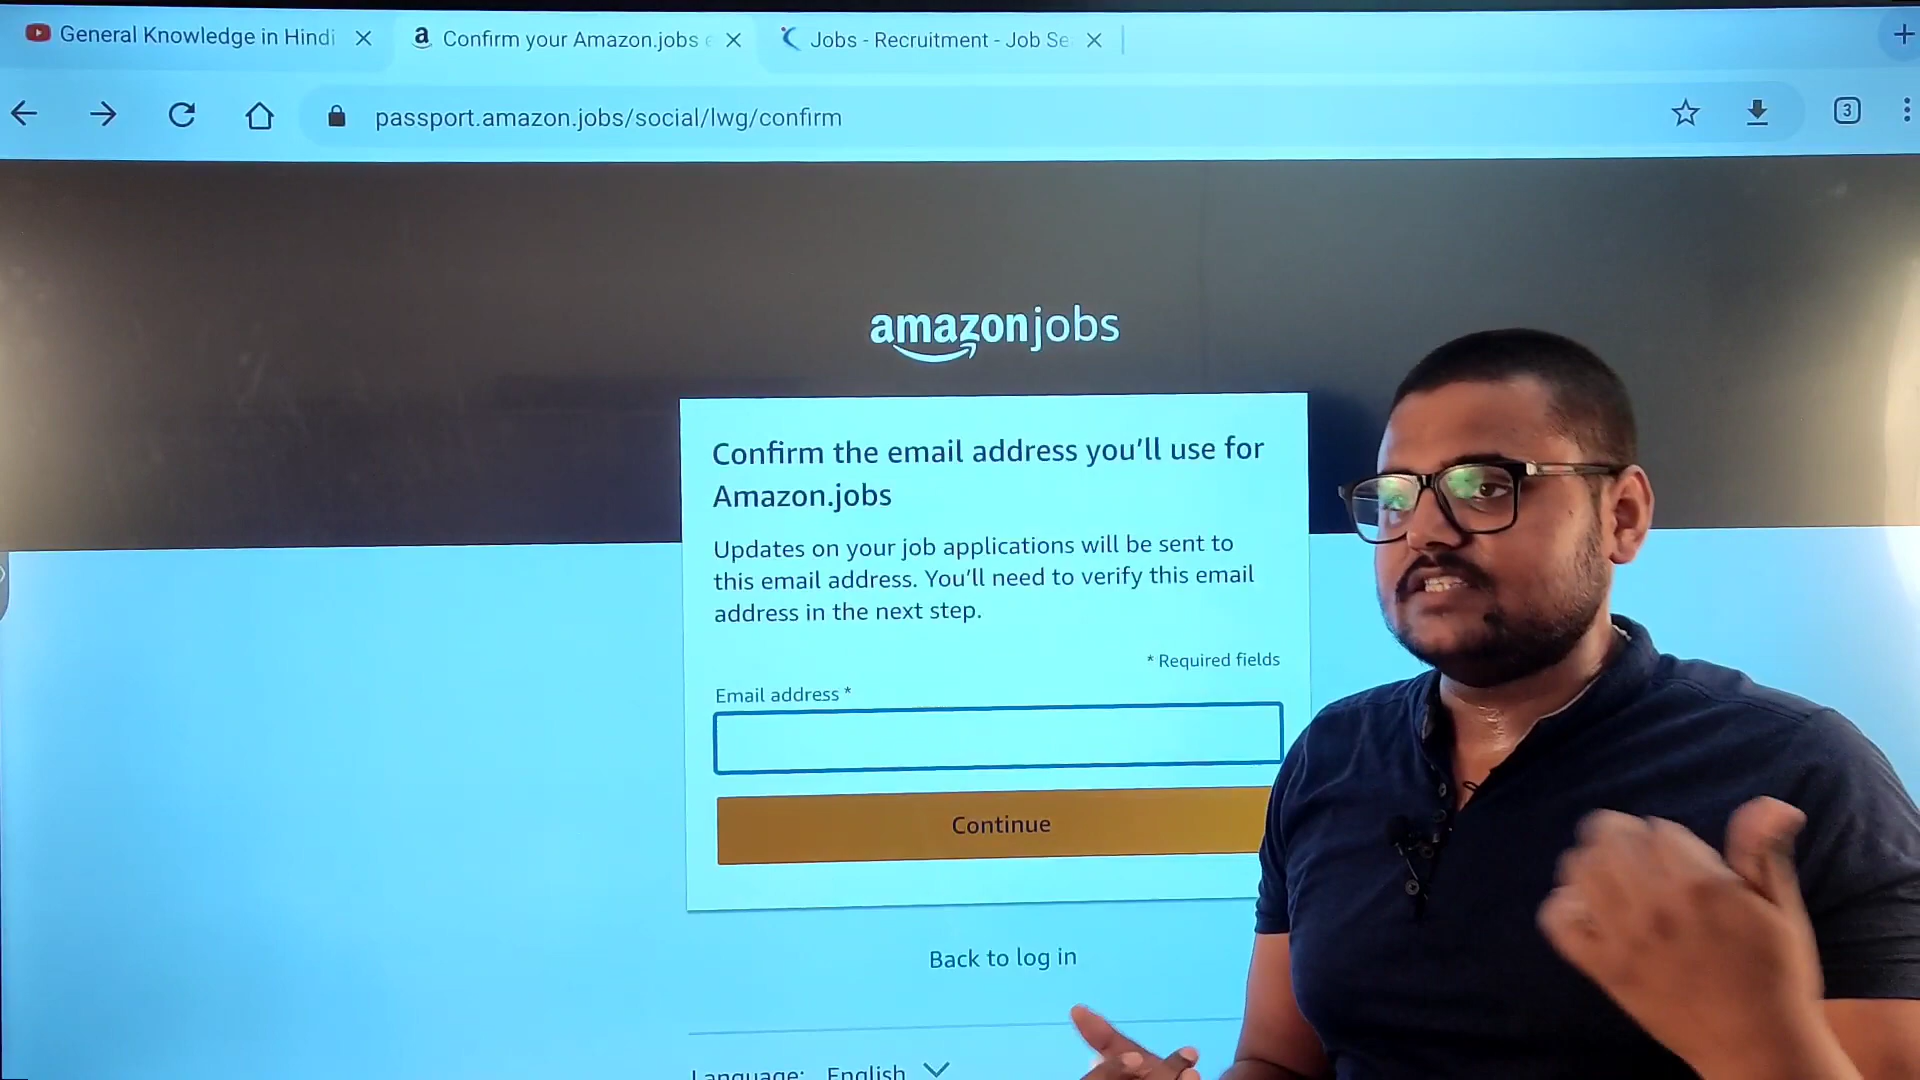 General Knowledge in Hindi
Confirm your Amazon.jobs e
Jobs - Recruitment - Job Se
passport.amazon.jobs/social/lwg/confirm
3
amazonjobs
Confirm the email address you'll use for
Amazon.jobs
Updates on your job applications will be sent to
this email address. You'll need to verify this email
address in the next step.
* Required fields
Email address *
Continue
Back to log in
Language: English